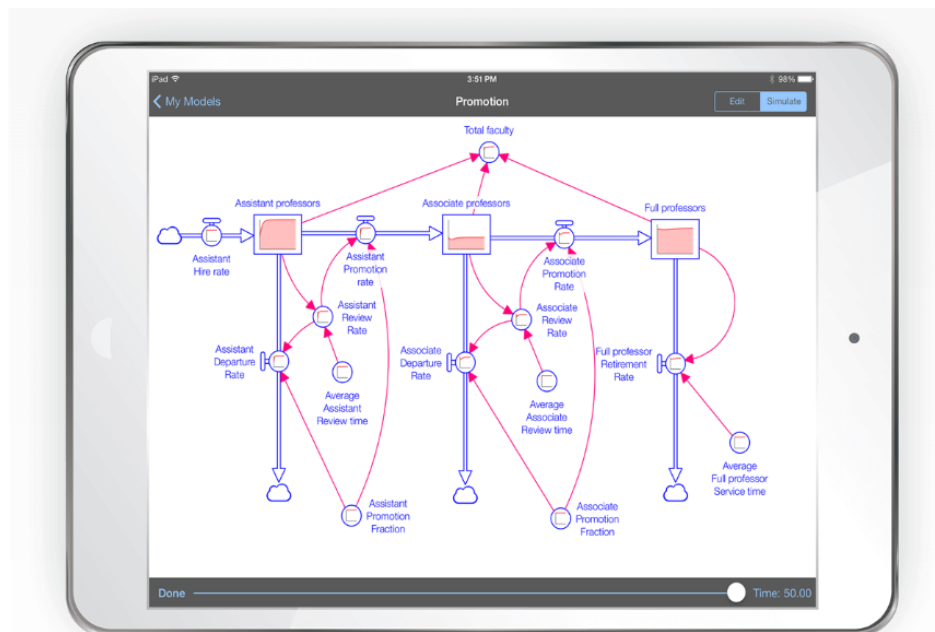 iPad
3:51 PM
98%
My Models
Promotion
Edit
Simulate
Total faculty
Assistant professors
Associate professors
Full professors
Assistant
Hire rate
Assistant
Promotion
rate
Associate
Promotion
Rate
Assistant
Review
Rate
Associate
Review
Rate
Assistant
Departure
Rate
Associate
Departure
Rate
Full professor
Retirement
Rate
Average
Assistant
Review time
Average
Associate
Review time
Average
Full professor
Service time
Assistant
Promotion
Fraction
Associate
Promotion
Fraction
Done
Time: 50.00